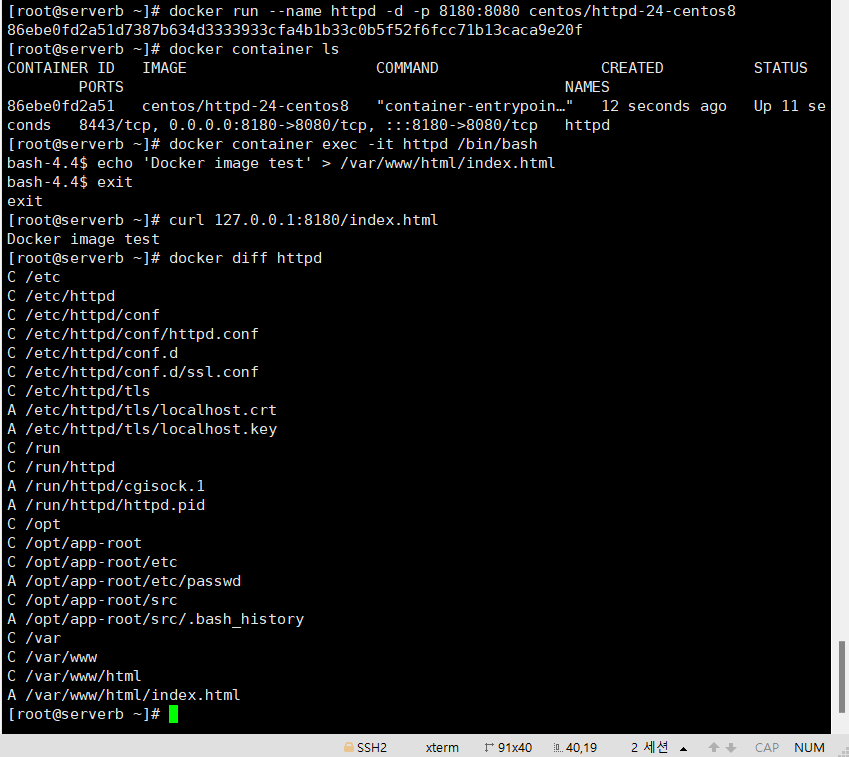 [root@serverb ~]# docker run --name httpd -d -p 8180:8080 centos/httpd-24-centos8
86ebe0fd2a51d7387b634d3333933cfa4b1b33c0b5f52f6fcc71b13caca9e20f
[root@serverb ~]# docker container ls
CONTAINER ID   IMAGE                     COMMAND                  CREATED          STATUS
        PORTS                                                 NAMES
86ebe0fd2a51   centos/httpd-24-centos8   "container-entrypoin…"   12 seconds ago   Up 11 se
conds   8443/tcp, 0.0.0.0:8180->8080/tcp, :::8180->8080/tcp   httpd
[root@serverb ~]# docker container exec -it httpd /bin/bash
bash-4.4$ echo 'Docker image test' > /var/www/html/index.html
bash-4.4$ exit
exit
[root@serverb ~]# curl 127.0.0.1:8180/index.html
Docker image test
[root@serverb ~]# docker diff httpd
C /etc
C /etc/httpd
C /etc/httpd/conf
C /etc/httpd/conf/httpd.conf
C /etc/httpd/conf.d
C /etc/httpd/conf.d/ssl.conf
C /etc/httpd/tls
A /etc/httpd/tls/localhost.crt
A /etc/httpd/tls/localhost.key
C /run
C /run/httpd
A /run/httpd/cgisock.1
A /run/httpd/httpd.pid
C /opt
C /opt/app-root
C /opt/app-root/etc
A /opt/app-root/etc/passwd
C /opt/app-root/src
A /opt/app-root/src/.bash_history
C /var
C /var/www
C /var/www/html
A /var/www/html/index.html
[root@serverb ~]#
SSH2 xterm 91x40 40,19 2 세션 CAP NUM